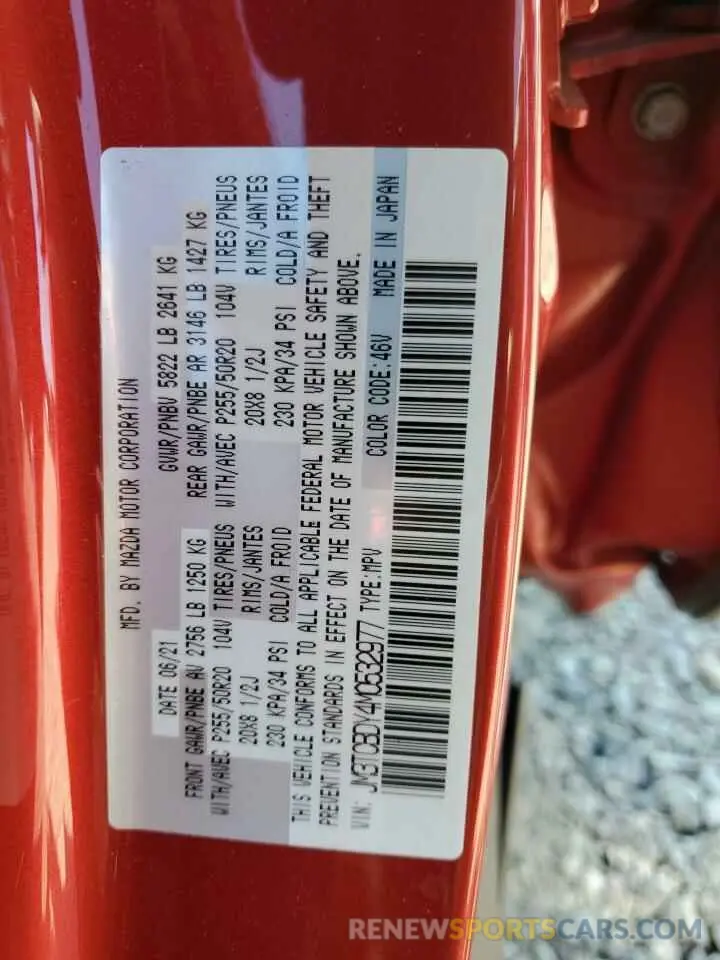 MFD. BY MAZDA MOTOR CORPORATION
DATE 06/21 GVWR/PNBV 5822 LB 2641 KG
FRONT GAWR/PNBE AV 2756 LB 1250 KG REAR GAWR/PNBE AR 3146 LB 1427 KG
WITH/AVEC P255/50R20 104V TIRES/PNEUS WITH/AVEC P255/50R20 104V TIRES/PNEUS
20X8 1/2J RIMS/JANTES 20X8 1/2J RIMS/JANTES
230 KPA/34 PSI COLD/A FROID 230 KPA/34 PSI COLD/A FROID
THIS VEHICLE CONFORMS TO ALL APPLICABLE FEDERAL MOTOR VEHICLE SAFETY AND THEFT
PREVENTION STANDARDS IN EFFECT ON THE DATE OF MANUFACTURE SHOWN ABOVE.
VIN: JM3TCBDY4M0532977 TYPE:MPV COLOR CODE:46V MADE IN JAPAN
RENEWSPORTSCARS.COM